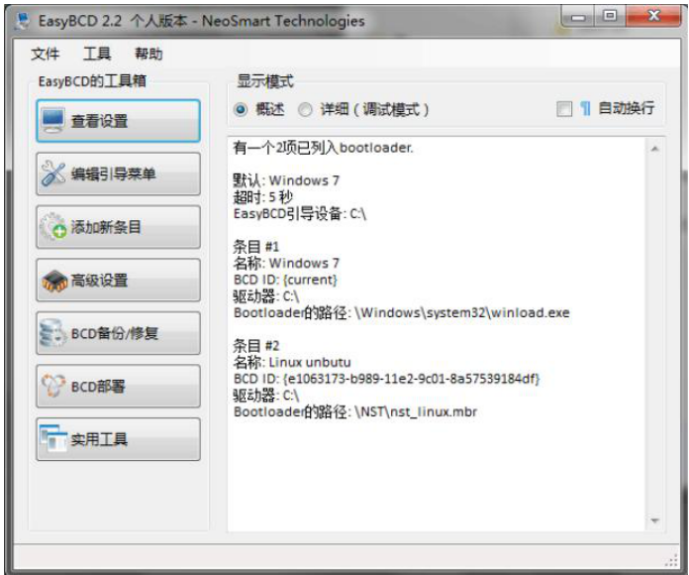 EasyBCD 2.2 个人版本 - NeoSmart Technologies
文件 工具 帮助
EasyBCD的工具箱
查看设置
编辑引导菜单
添加新条目
高级设置
BCD备份/修复
BCD部署
实用工具
显示模式
概述 详细（调试模式） ¶ 自动换行
有一个2项已列入bootloader.
默认: Windows 7
超时: 5 秒
EasyBCD引导设备: C:\
条目 #1
名称: Windows 7
BCD ID: {current}
驱动器: C:\
Bootloader的路径: \Windows\system32\winload.exe
条目 #2
名称: Linux unbutu
BCD ID: {e1063173-b989-11e2-9c01-8a57539184df}
驱动器: C:\
Bootloader的路径: \NST\nst_linux.mbr